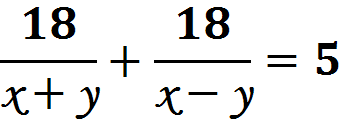 18/(x + y) + 18/(x − y) = 5